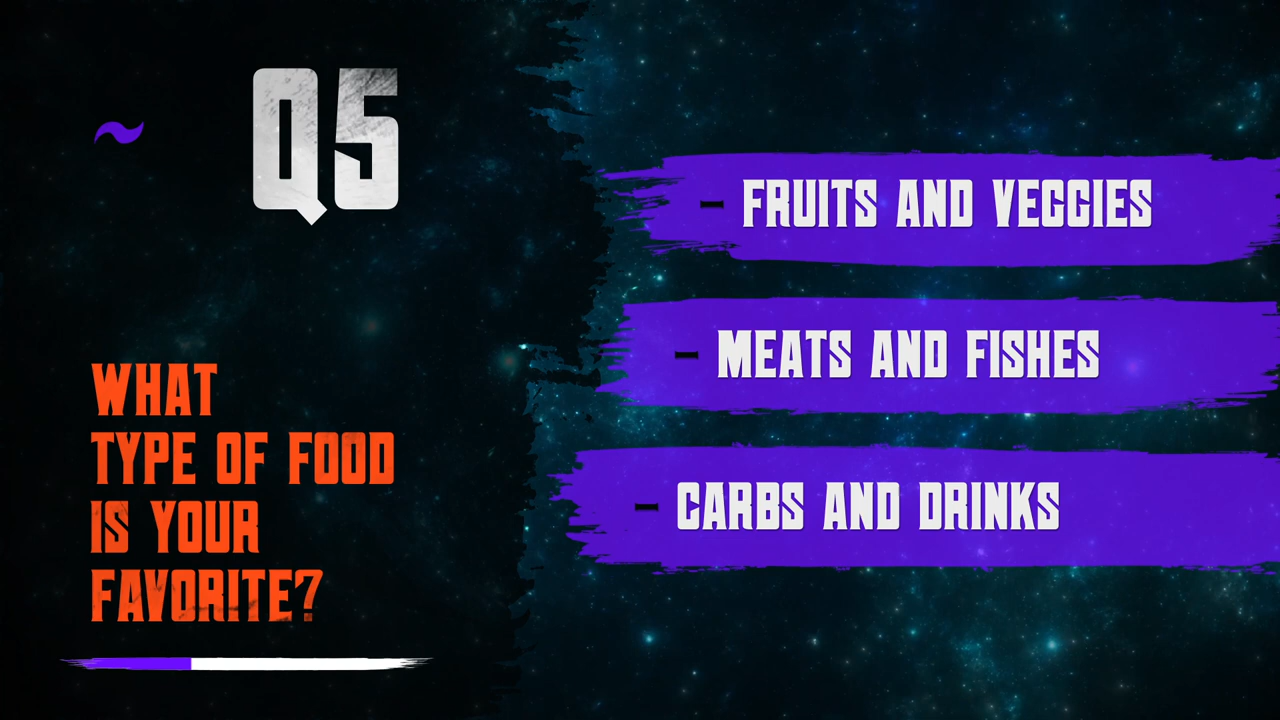 ~ Q5
WHAT
TYPE OF FOOD
IS YOUR
FAVORITE?
- FRUITS AND VEGGIES
- MEATS AND FISHES
- CARBS AND DRINKS